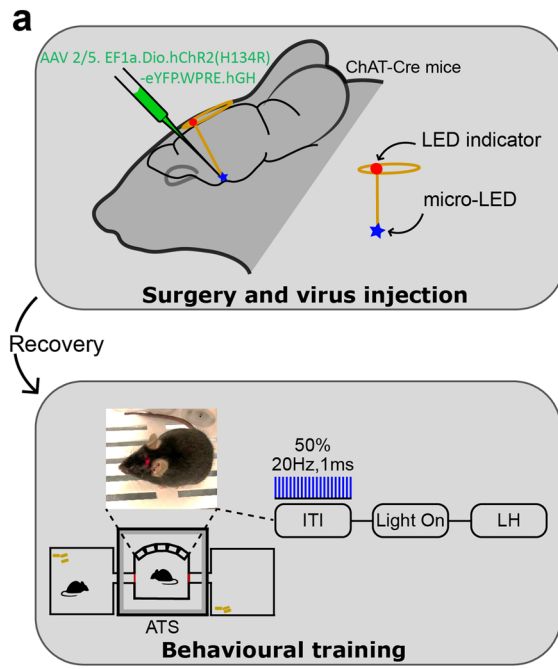 a
AAV 2/5. EF1a.Dio.hChR2(H134R)
-eYFP.WPRE.hGH
ChAT-Cre mice
LED indicator
micro-LED
Surgery and virus injection
Recovery
50%
20Hz,1ms
ITI
Light On
LH
ATS
Behavioural training